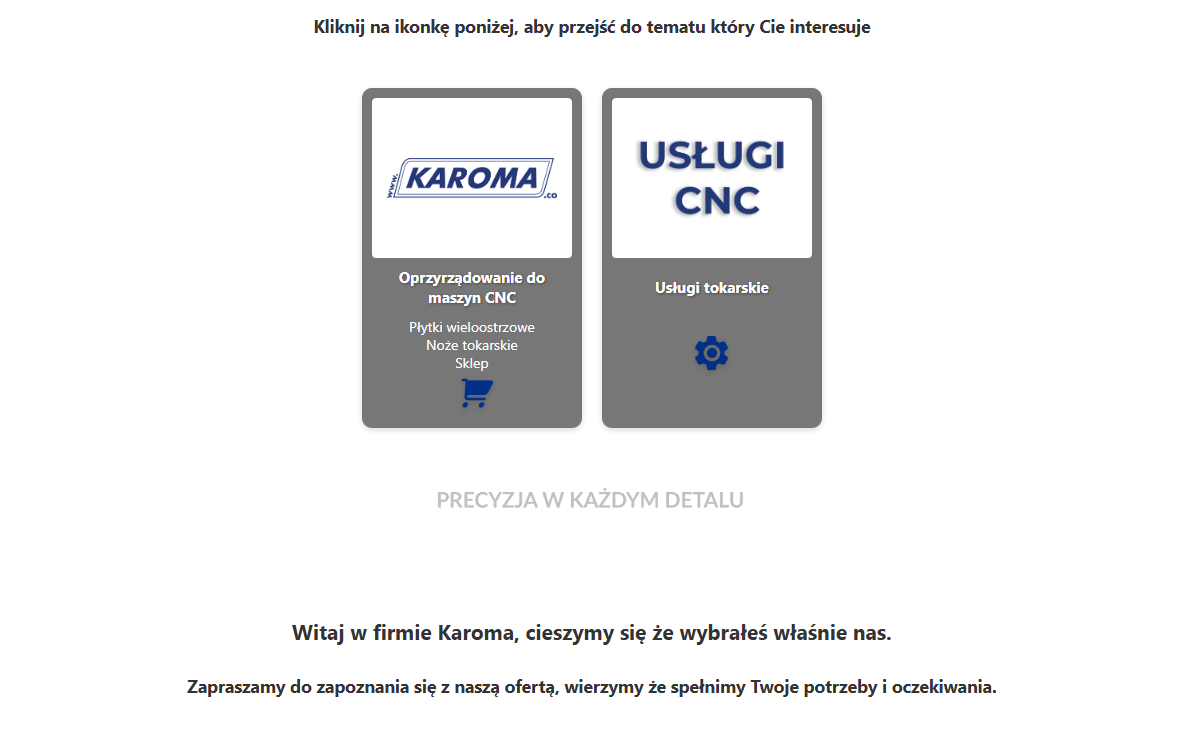 Kliknij na ikonkę poniżej, aby przejść do tematu który Cie interesuje
www.
KAROMA
.co
USŁUGI
CNC
Oprzyrządowanie do
maszyn CNC
Płytki wieloostrzowe
Noże tokarskie
Sklep
Usługi tokarskie
PRECYZJA W KAŻDYM DETALU
Witaj w firmie Karoma, cieszymy się że wybrałeś właśnie nas.
Zapraszamy do zapoznania się z naszą ofertą, wierzymy że spełnimy Twoje potrzeby i oczekiwania.